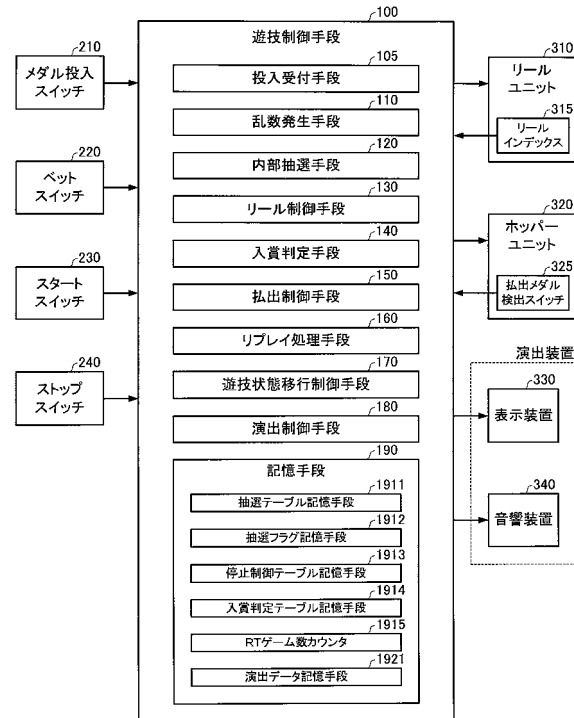 100
遊技制御手段
210
メダル投入
スイッチ
220
ベット
スイッチ
230
スタート
スイッチ
240
ストップ
スイッチ
105
投入受付手段
110
乱数発生手段
120
内部抽選手段
130
リール制御手段
140
入賞判定手段
150
払出制御手段
160
リプレイ処理手段
170
遊技状態移行制御手段
180
演出制御手段
190
記憶手段
1911
抽選テーブル記憶手段
1912
抽選フラグ記憶手段
1913
停止制御テーブル記憶手段
1914
入賞判定テーブル記憶手段
1915
RTゲーム数カウンタ
1921
演出データ記憶手段
310
リール
ユニット
315
リール
インデックス
320
ホッパー
ユニット
325
払出メダル
検出スイッチ
演出装置
330
表示装置
340
音響装置